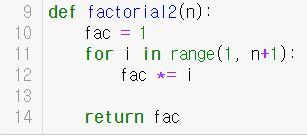 9 def factorial2(n):
10     fac = 1
11     for i in range(1, n+1):
12         fac *= i
13
14     return fac